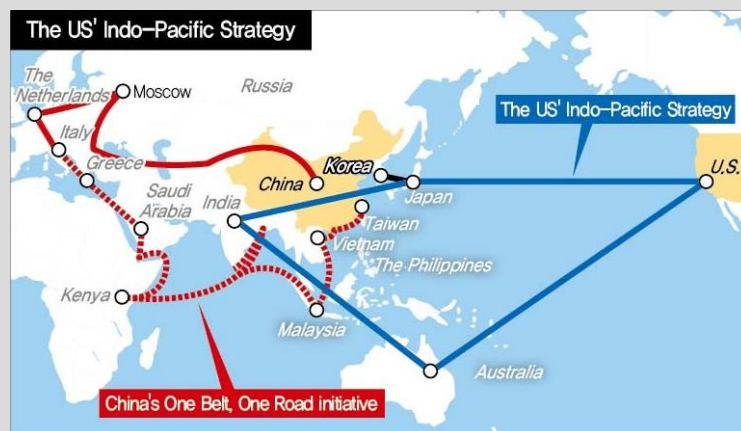 The US' Indo-Pacific Strategy
The
Netherlands
Moscow
Russia
The US' Indo-Pacific Strategy
Italy
Greece
Korea
China
U.S.
Japan
Saudi
Arabia
India
Taiwan
Vietnam
The Philippines
Kenya
Malaysia
Australia
China's One Belt, One Road initiative